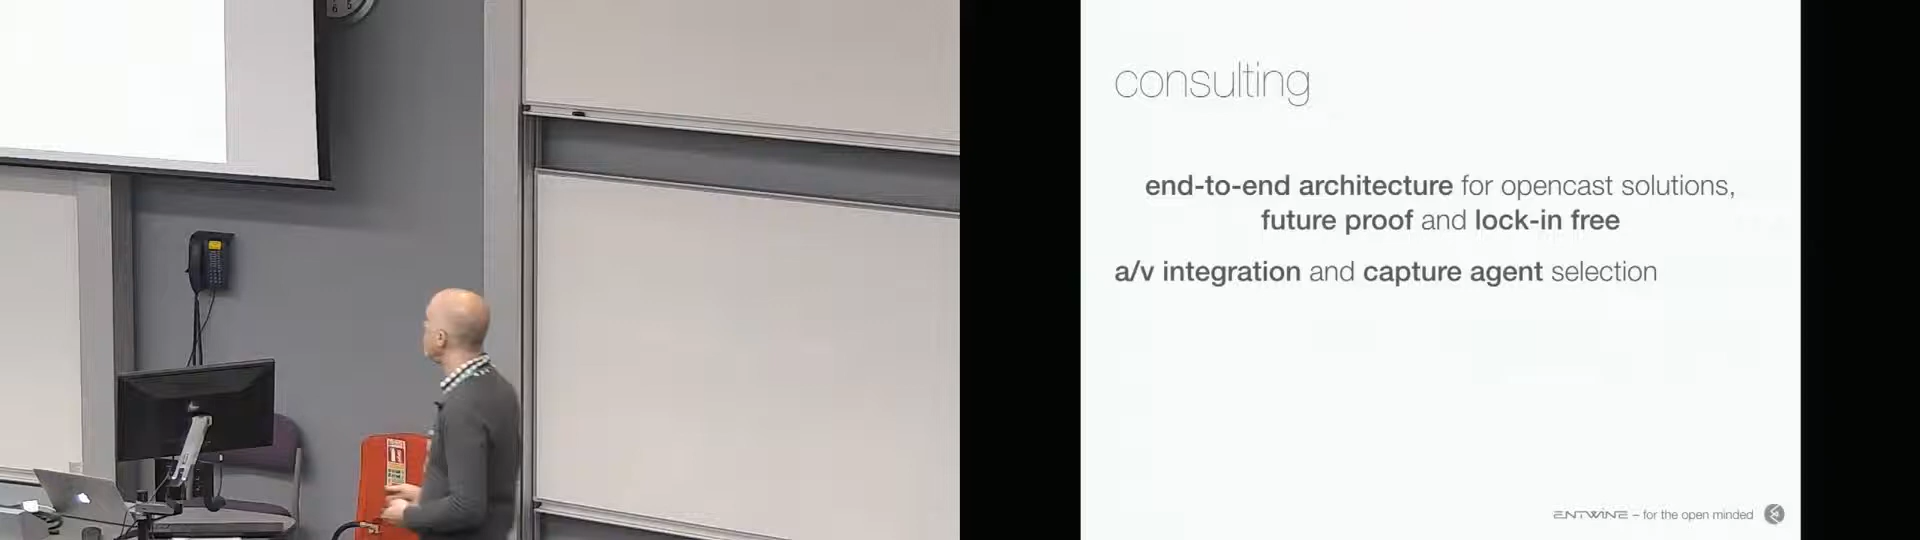 consulting
end-to-end architecture for opencast solutions,
future proof and lock-in free
a/v integration and capture agent selection
ENTWINE – for the open minded